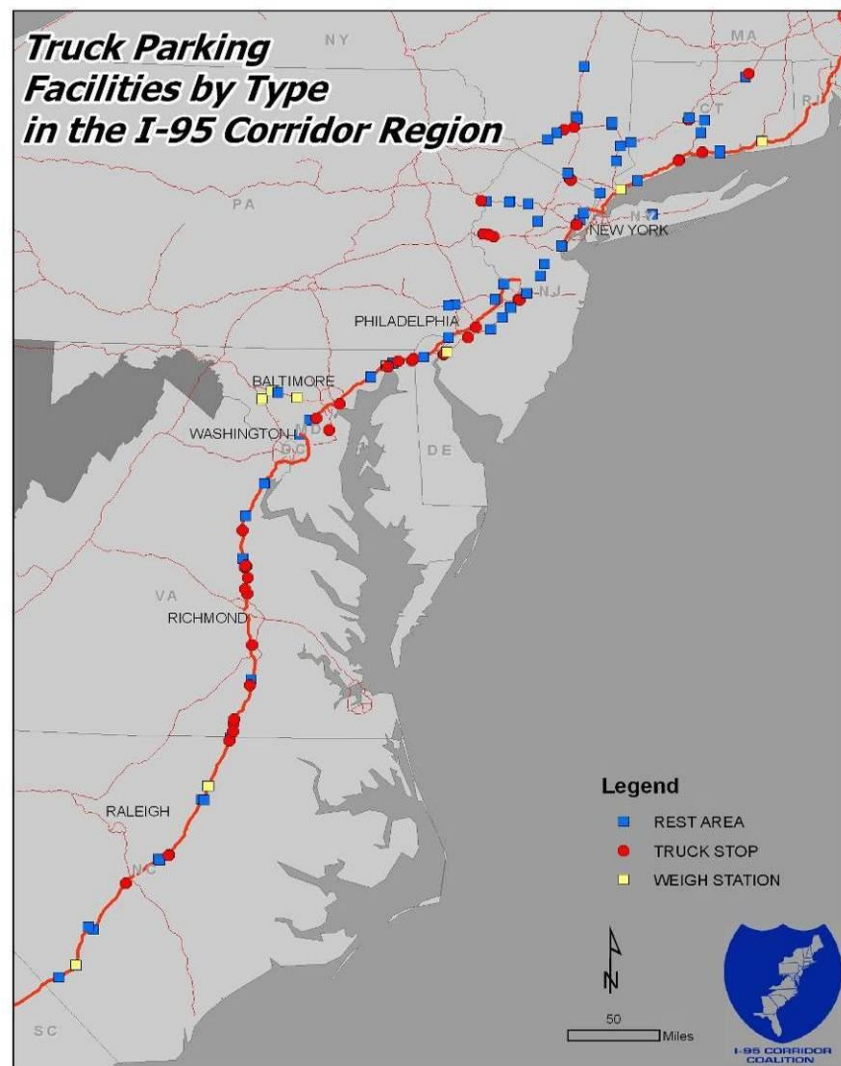 Truck Parking
Facilities by Type
in the I-95 Corridor Region
NY
MA
CT
RI
PA
NY
NEW YORK
NJ
PHILADELPHIA
BALTIMORE
WASHINGTON
MD
DC
DE
VA
RICHMOND
RALEIGH
NC
SC
Legend
REST AREA
TRUCK STOP
WEIGH STATION
N
50
Miles
I-95 CORRIDOR
COALITION